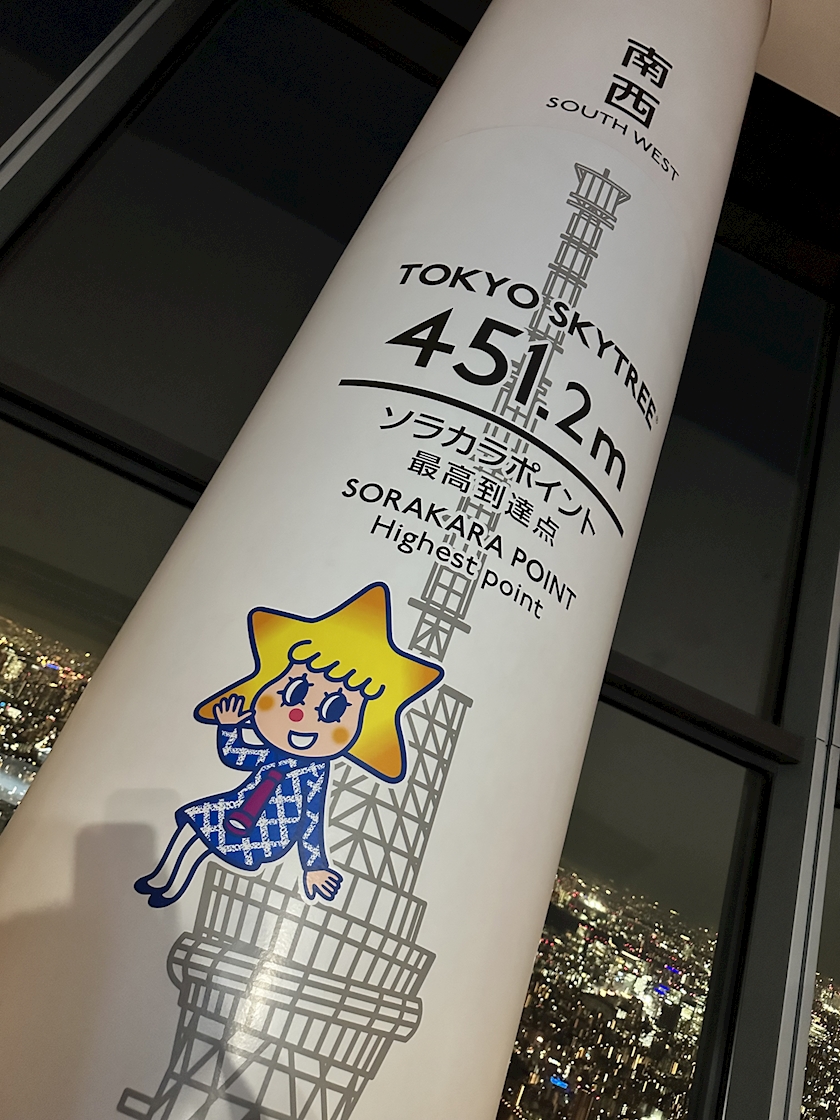 南
西
SOUTH WEST
TOKYO SKYTREE®
451.2m
ソラカラポイント
最高到達点
SORAKARA POINT
Highest point